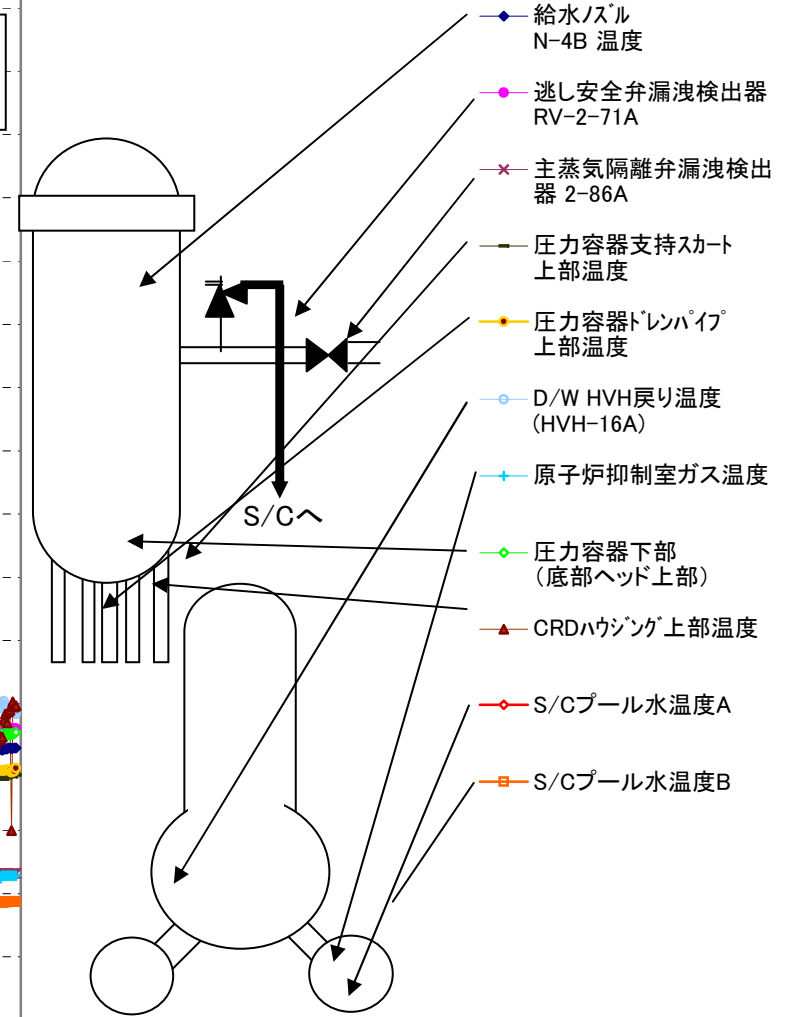 給水ﾉｽﾞﾙ
N-4B 温度
逃し安全弁漏洩検出器
RV-2-71A
主蒸気隔離弁漏洩検出
器 2-86A
圧力容器支持ｽｶｰﾄ
上部温度
圧力容器ﾄﾞﾚﾝﾊﾟｲﾌﾟ
上部温度
D/W HVH戻り温度
(HVH-16A)
原子炉抑制室ガス温度
S/Cへ
圧力容器下部
（底部ヘッド上部）
CRDﾊｳｼﾞﾝｸﾞ上部温度
S/Cプール水温度A
S/Cプール水温度B